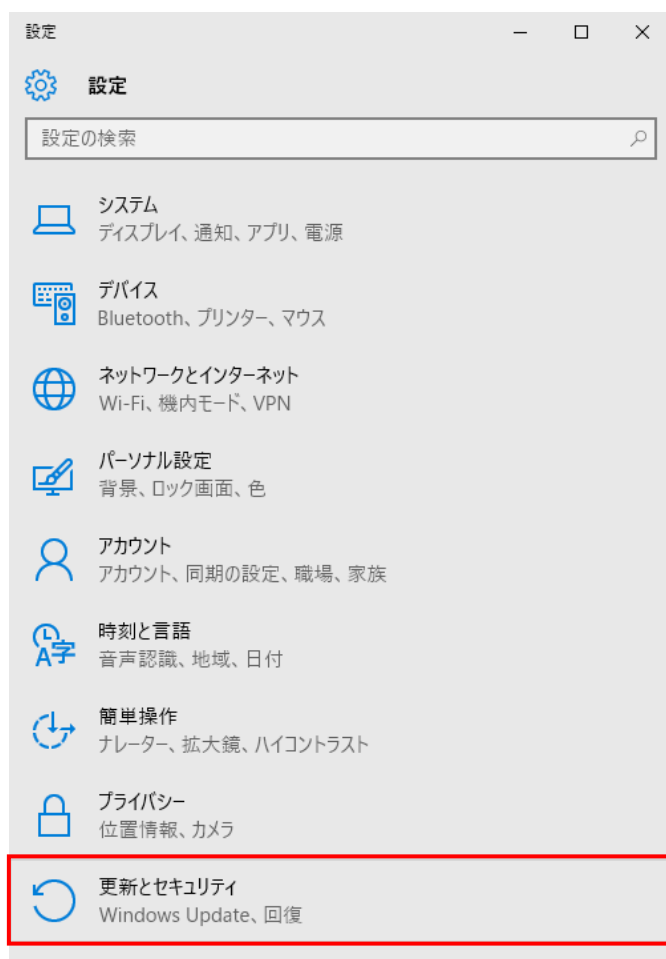 設定
設定
設定の検索
システム
ディスプレイ、通知、アプリ、電源
デバイス
Bluetooth、プリンター、マウス
ネットワークとインターネット
Wi-Fi、機内モード、VPN
パーソナル設定
背景、ロック画面、色
アカウント
アカウント、同期の設定、職場、家族
時刻と言語
音声認識、地域、日付
簡単操作
ナレーター、拡大鏡、ハイコントラスト
プライバシー
位置情報、カメラ
更新とセキュリティ
Windows Update、回復